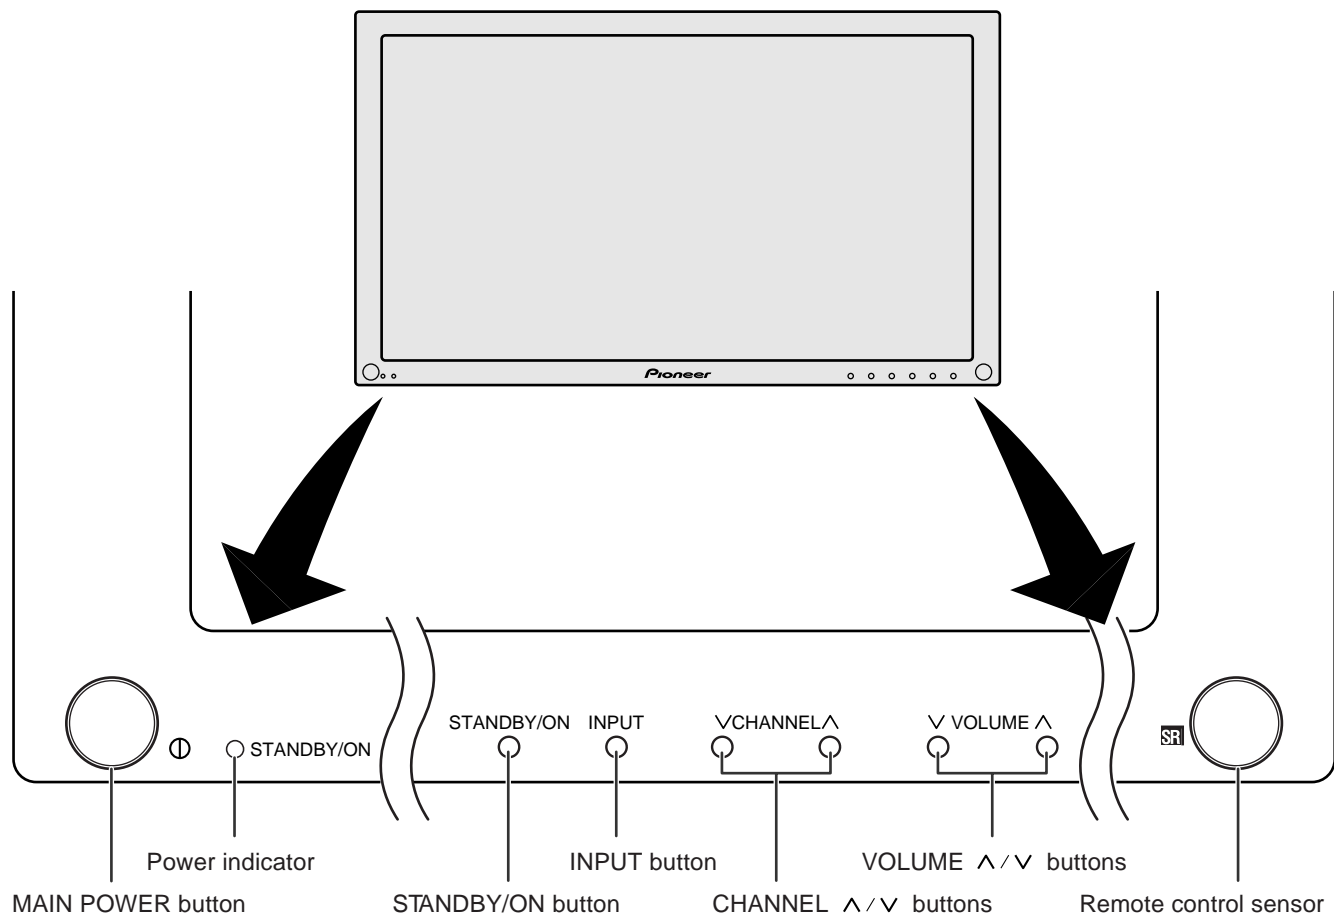 Pioneer
STANDBY/ON INPUT ∨CHANNEL∧ ∨ VOLUME ∧
STANDBY/ON SR
Power indicator INPUT button VOLUME ∧/∨ buttons
MAIN POWER button STANDBY/ON button CHANNEL ∧/∨ buttons Remote control sensor